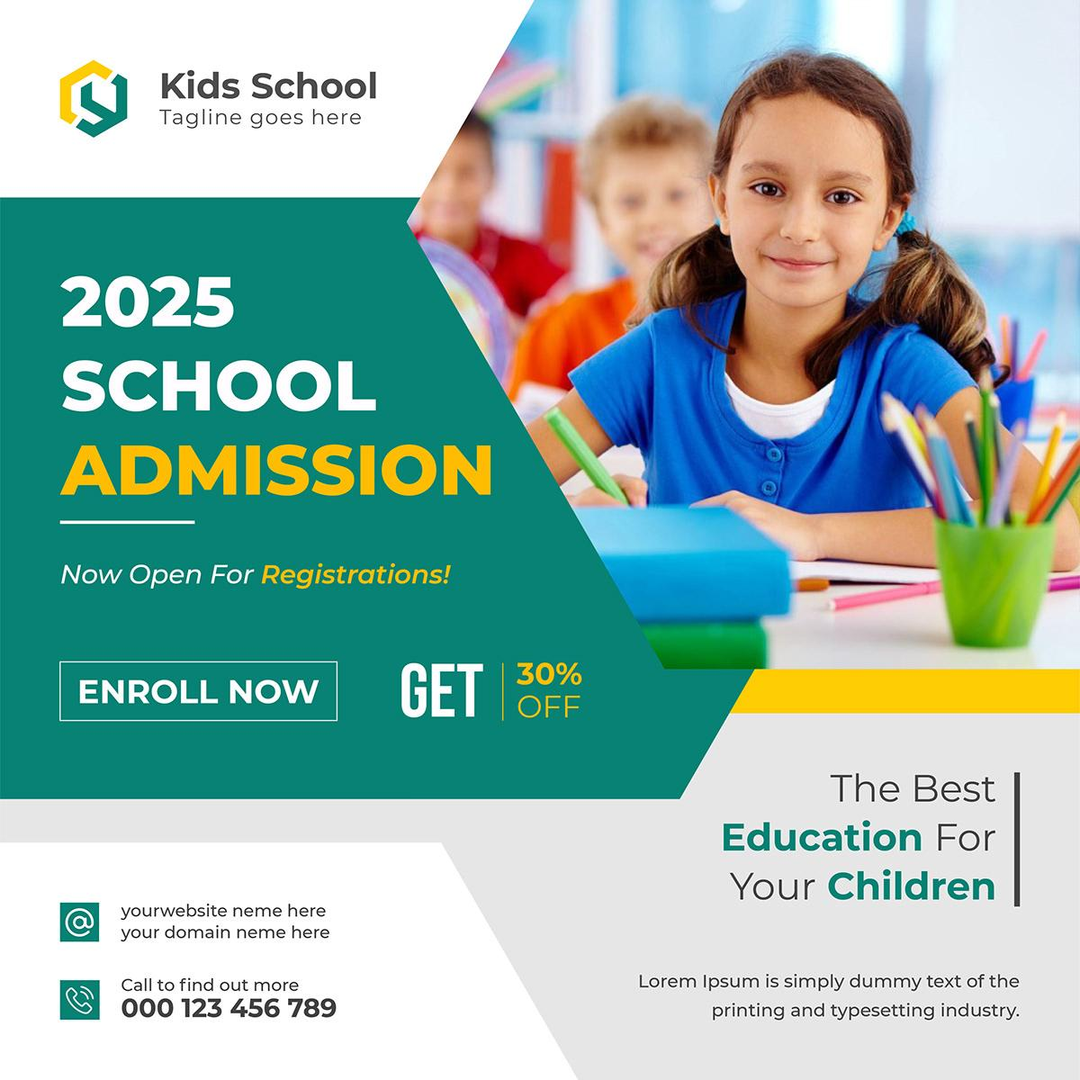 Kids School
Tagline goes here
2025
SCHOOL
ADMISSION
Now Open For Registrations!
ENROLL NOW
GET
30%
OFF
The Best
Education For
Your Children
yourwebsite neme here
your domain neme here
Call to find out more
000 123 456 789
Lorem Ipsum is simply dummy text of the
printing and typesetting industry.